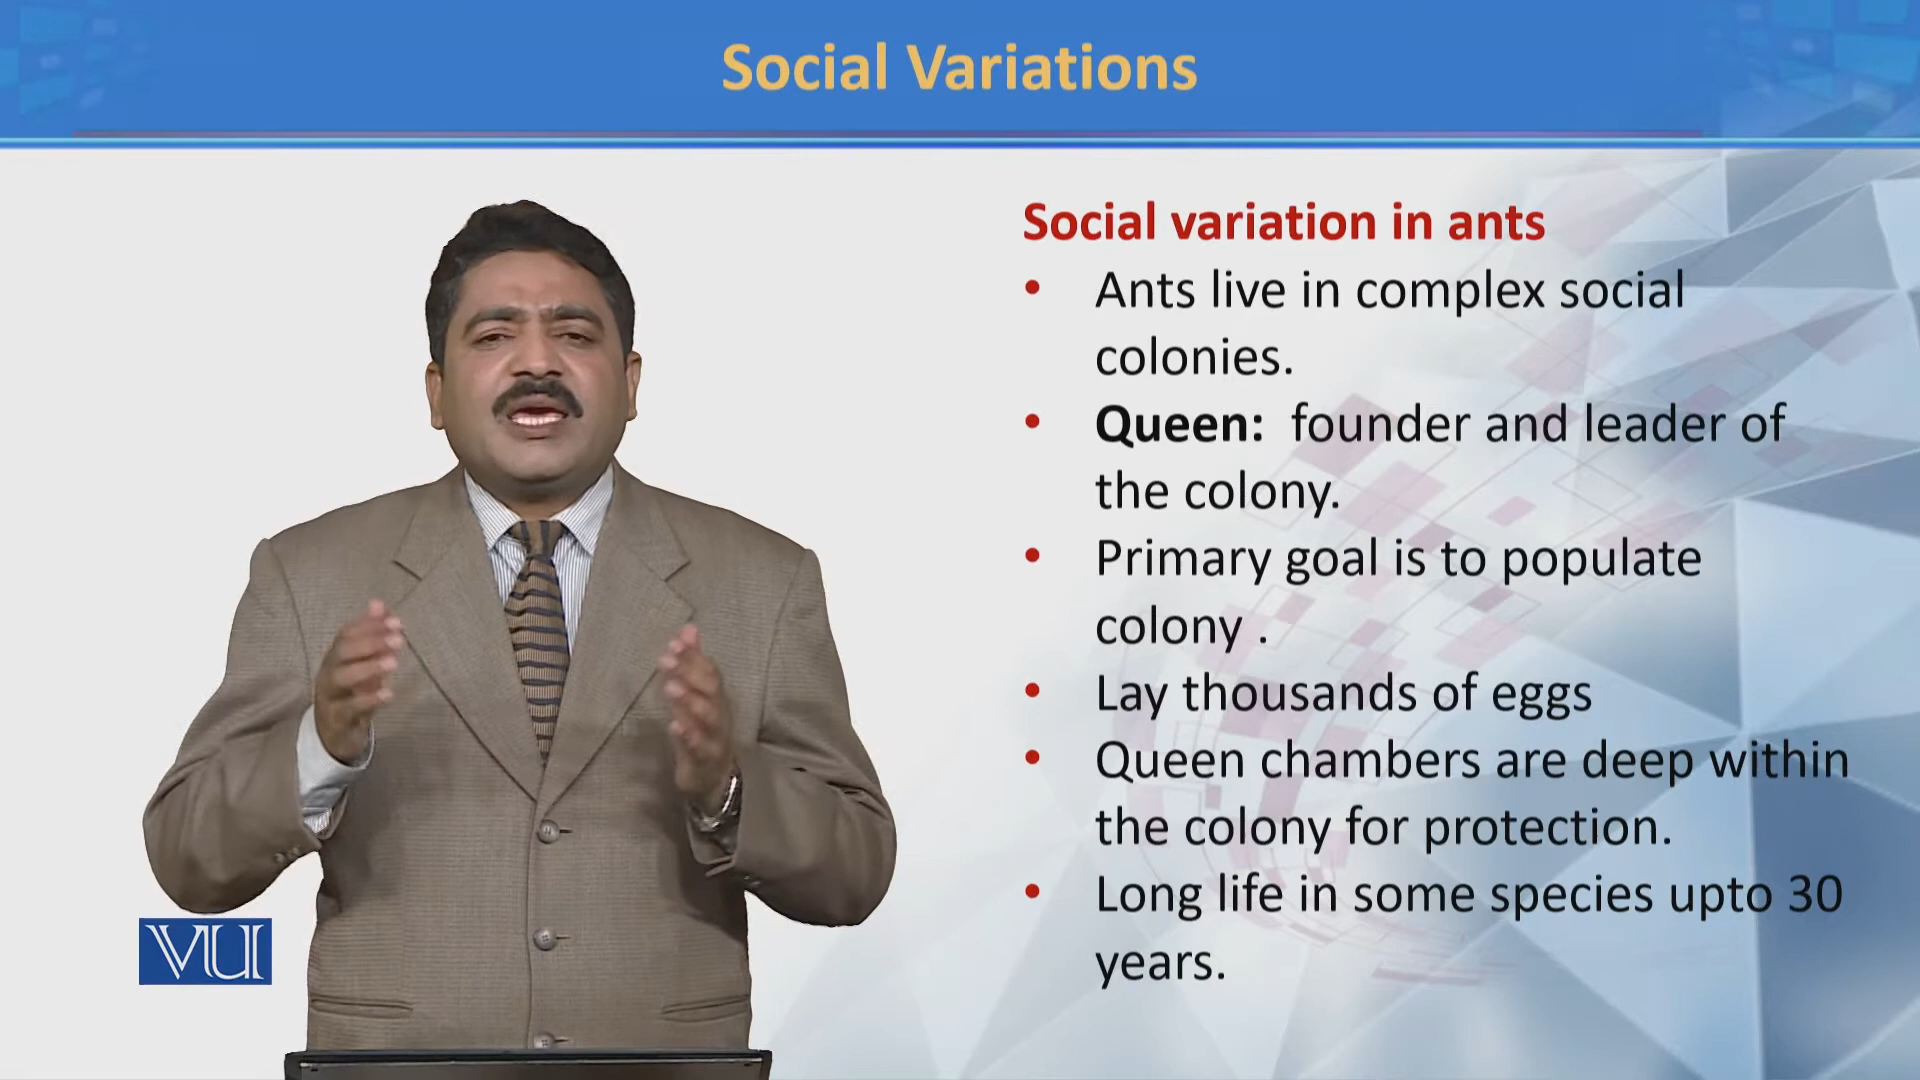 Social Variations
Social variation in ants
• Ants live in complex social
colonies.
• Queen: founder and leader of
the colony.
• Primary goal is to populate
colony .
• Lay thousands of eggs
• Queen chambers are deep within
the colony for protection.
• Long life in some species upto 30
years.
VU